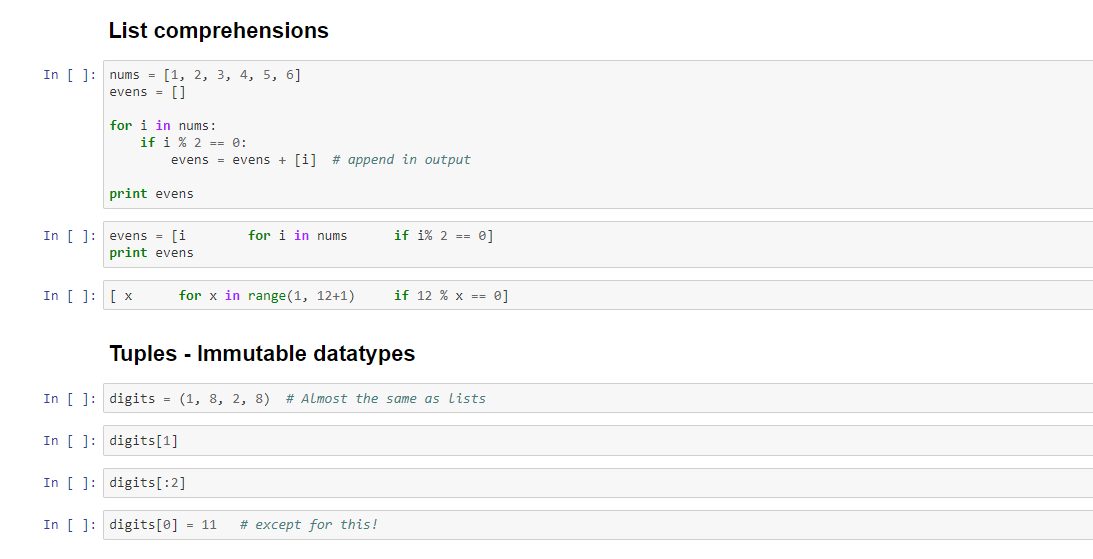 List comprehensions
In [ ]: nums = [1, 2, 3, 4, 5, 6]
evens = []
for i in nums:
    if i % 2 == 0:
        evens = evens + [i]  # append in output
print evens
In [ ]: evens = [i        for i in nums      if i% 2 == 0]
print evens
In [ ]: [ x      for x in range(1, 12+1)     if 12 % x == 0]
Tuples - Immutable datatypes
In [ ]: digits = (1, 8, 2, 8)  # Almost the same as lists
In [ ]: digits[1]
In [ ]: digits[:2]
In [ ]: digits[0] = 11   # except for this!